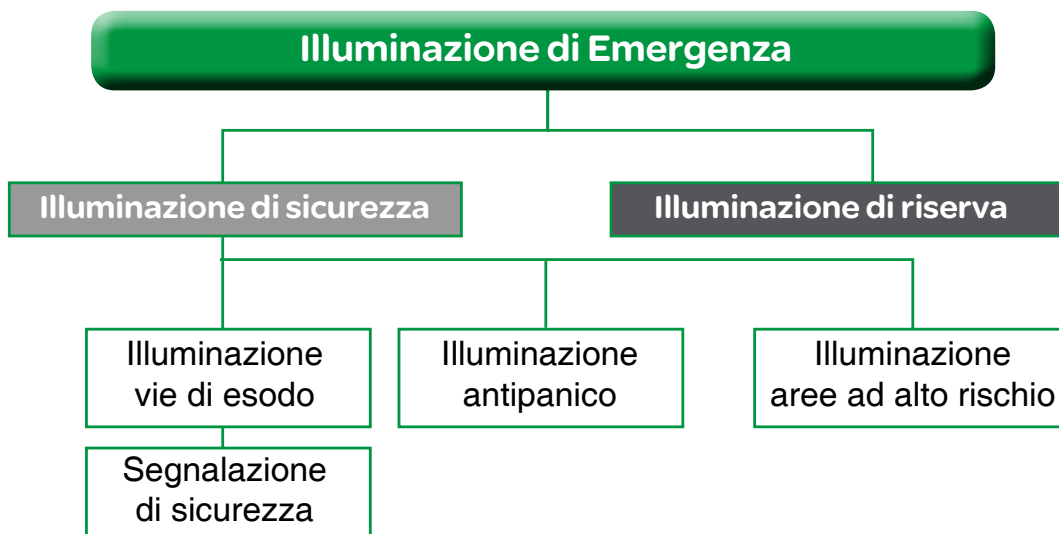 Illuminazione di Emergenza
Illuminazione di sicurezza
Illuminazione di riserva
Illuminazione
vie di esodo
Illuminazione
antipanico
Illuminazione
aree ad alto rischio
Segnalazione
di sicurezza